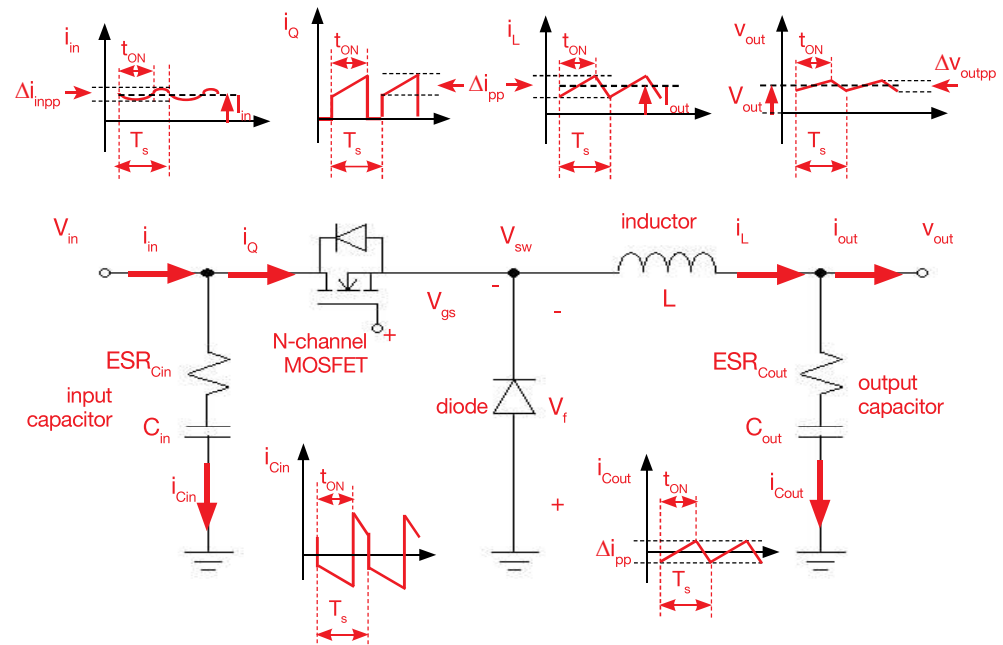 i_in
t_ON
Δi_inpp
I_in
T_s
i_Q
t_ON
Δi_pp
T_s
i_L
t_ON
I_out
T_s
v_out
t_ON
Δv_outpp
V_out
T_s
V_in
i_in
i_Q
V_sw
inductor
i_L
i_out
v_out
-
V_gs
-
L
+
N-channel
MOSFET
ESR_Cin
input
capacitor
C_in
i_Cin
diode
V_f
+
ESR_Cout
output
capacitor
C_out
i_Cout
i_Cin
t_ON
T_s
i_Cout
t_ON
Δi_pp
T_s